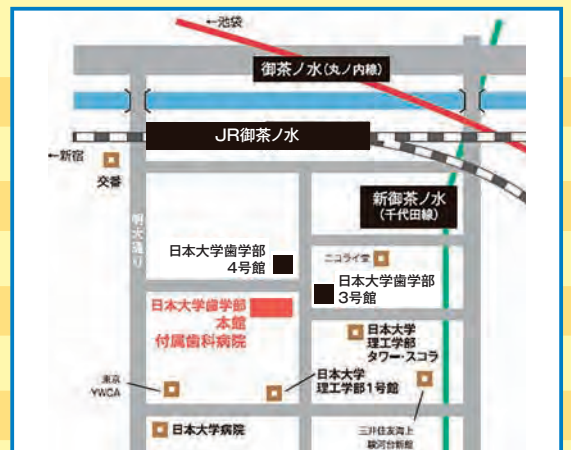 ←池袋
御茶ノ水(丸ノ内線)
JR御茶ノ水
←新宿
交番
新御茶ノ水
(千代田線)
明大通り
日本大学歯学部
4号館
ニコライ堂
日本大学歯学部
3号館
日本大学歯学部
本館
付属歯科病院
日本大学
理工学部
タワー・スコラ
東京
YWCA
日本大学
理工学部1号館
日本大学病院
三井住友海上
駿河台新館